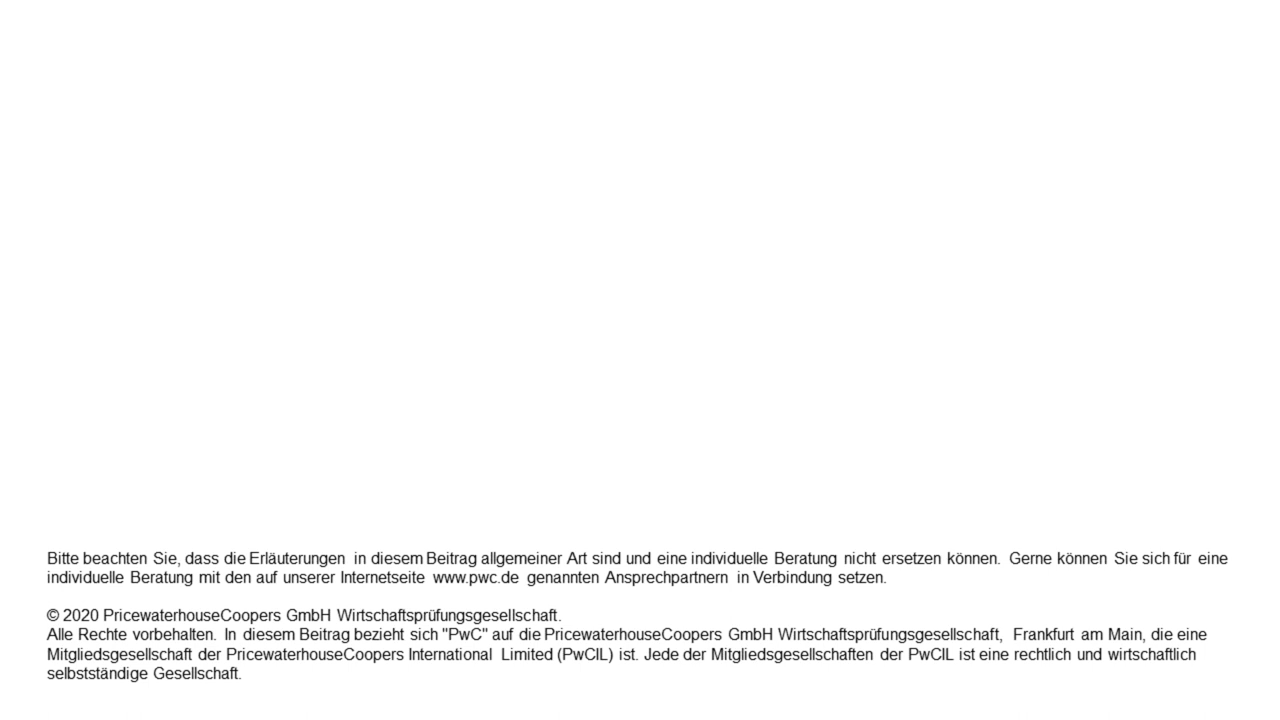 Bitte beachten Sie, dass die Erläuterungen in diesem Beitrag allgemeiner Art sind und eine individuelle Beratung nicht ersetzen können. Gerne können Sie sich für eine
individuelle Beratung mit den auf unserer Internetseite www.pwc.de genannten Ansprechpartnern in Verbindung setzen.
© 2020 PricewaterhouseCoopers GmbH Wirtschaftsprüfungsgesellschaft.
Alle Rechte vorbehalten. In diesem Beitrag bezieht sich "PwC" auf die PricewaterhouseCoopers GmbH Wirtschaftsprüfungsgesellschaft, Frankfurt am Main, die eine
Mitgliedsgesellschaft der PricewaterhouseCoopers International Limited (PwCIL) ist. Jede der Mitgliedsgesellschaften der PwCIL ist eine rechtlich und wirtschaftlich
selbstständige Gesellschaft.